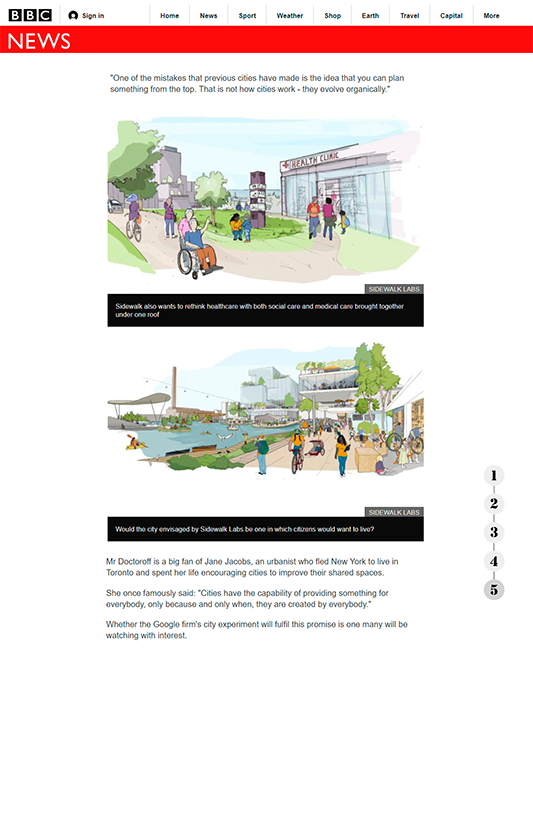 BBC Sign in Home News Sport Weather Shop Earth Travel Capital More
NEWS
"One of the mistakes that previous cities have made is the idea that you can plan
something from the top. That is not how cities work - they evolve organically."
HEALTH CLINIC
SIDEWALK LABS
Sidewalk also wants to rethink healthcare with both social care and medical care brought together
under one roof
SIDEWALK LABS
Would the city envisaged by Sidewalk Labs be one in which citizens would want to live?
1
2
3
4
5
Mr Doctoroff is a big fan of Jane Jacobs, an urbanist who fled New York to live in
Toronto and spent her life encouraging cities to improve their shared spaces.
She once famously said: "Cities have the capability of providing something for
everybody, only because and only when, they are created by everybody."
Whether the Google firm's city experiment will fulfil this promise is one many will be
watching with interest.